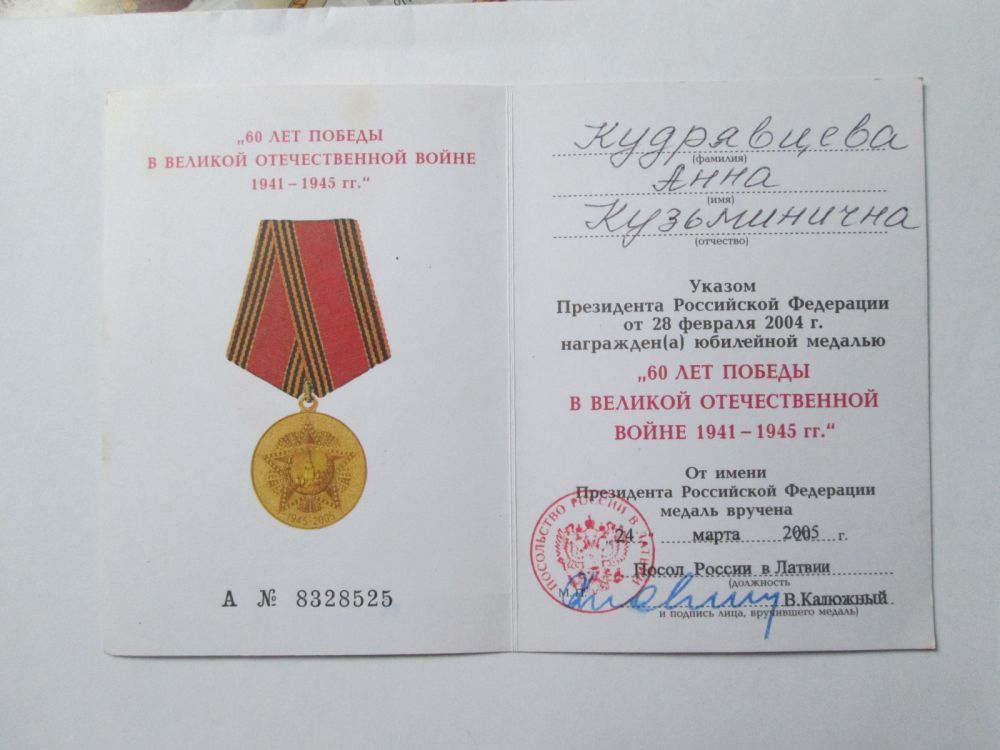 „60 ЛЕТ ПОБЕДЫ
В ВЕЛИКОЙ ОТЕЧЕСТВЕННОЙ ВОЙНЕ
1941 – 1945 гг.“
1945-2005
А № 8328525
Кудрявцева
(фамилия)
Анна
(имя)
Кузьминична
(отчество)
Указом
Президента Российской Федерации
от 28 февраля 2004 г.
награжден(а) юбилейной медалью
„60 ЛЕТ ПОБЕДЫ
В ВЕЛИКОЙ ОТЕЧЕСТВЕННОЙ
ВОЙНЕ 1941 – 1945 гг.“
От имени
Президента Российской Федерации
медаль вручена
"24 " марта 2005 г.
ПОСОЛЬСТВО РОССИИ В ЛАТВИИ
Посол России в Латвии
(должность
М. П.
В.Калюжный
и подпись лица, вручившего медаль)